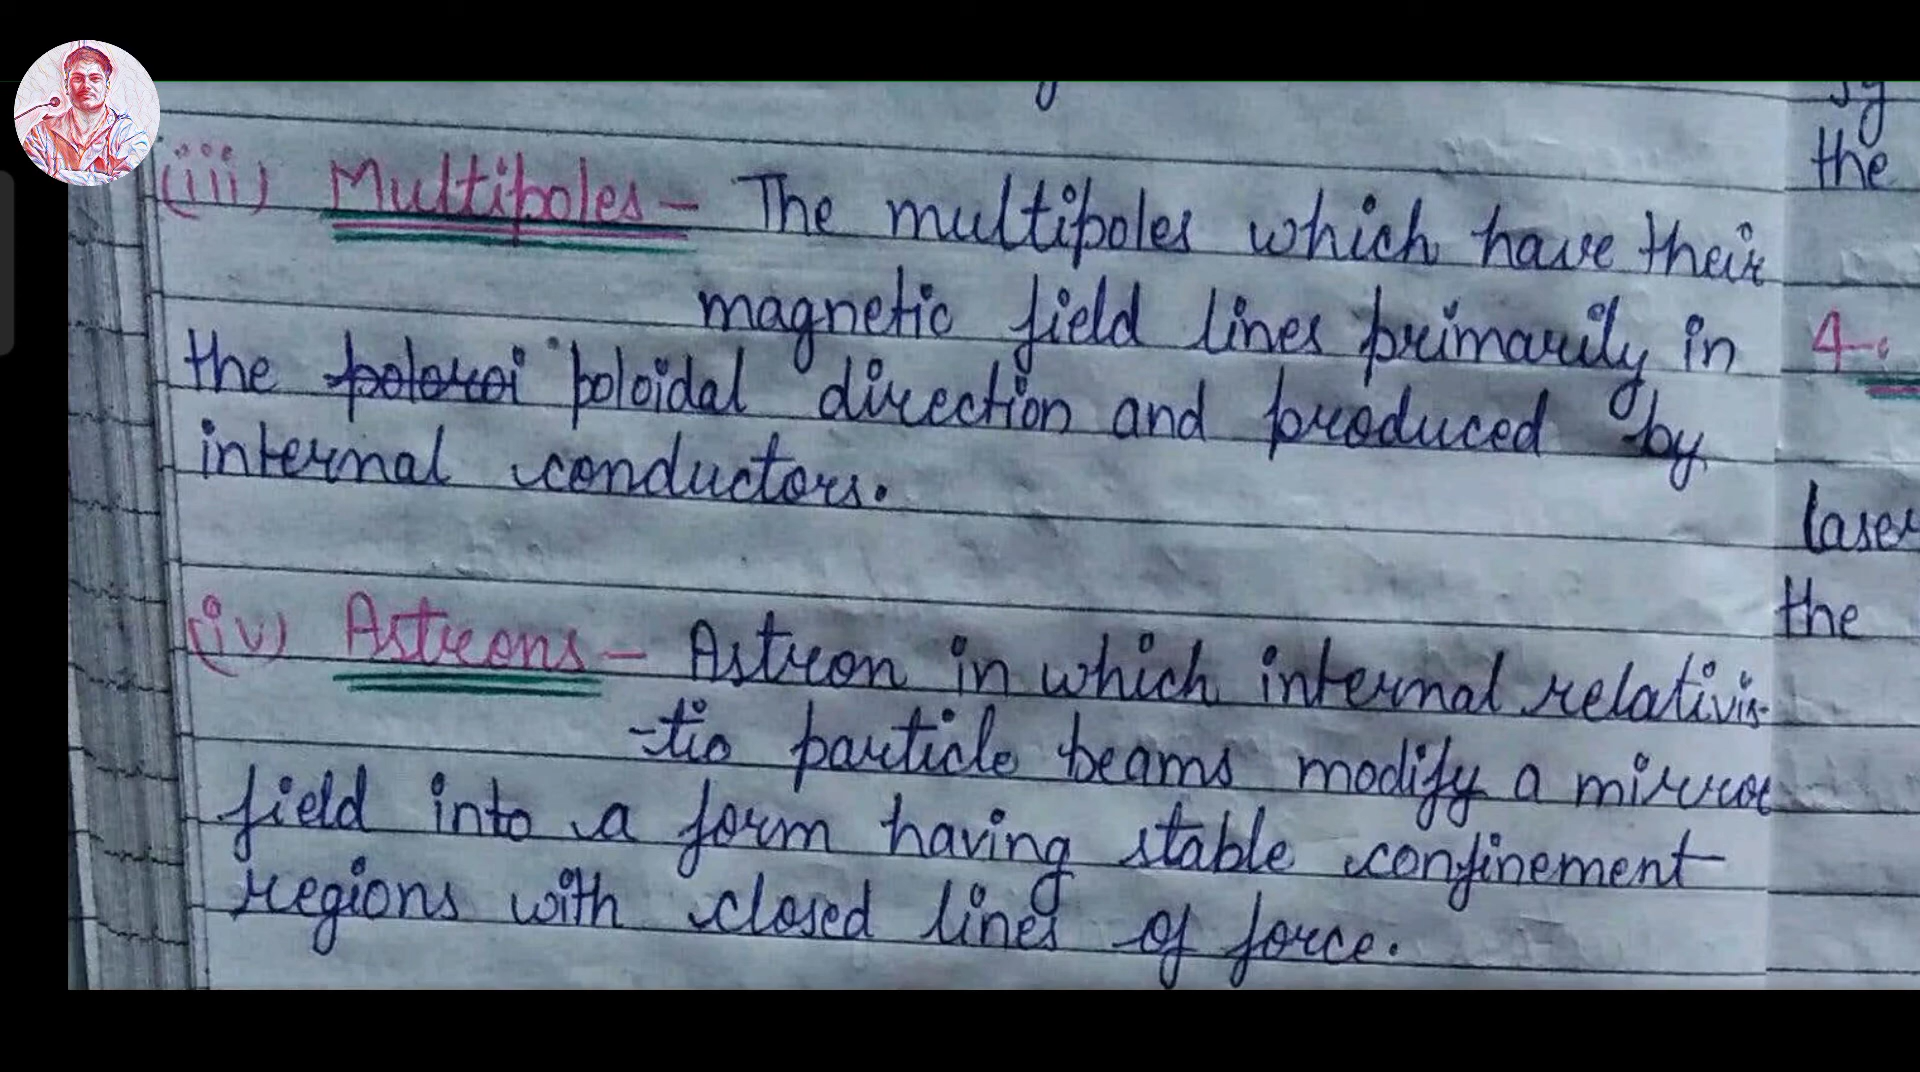 (iii) Multipoles - The multipoles which have their
magnetic field lines primarily in
the poloroi poloidal direction and produced by
internal conductors.
(iv) Astrons - Astron in which internal relativis-
-tic particle beams modify a mirror
field into a form having stable confinement
regions with closed lines of force.
the
4-
laser
the